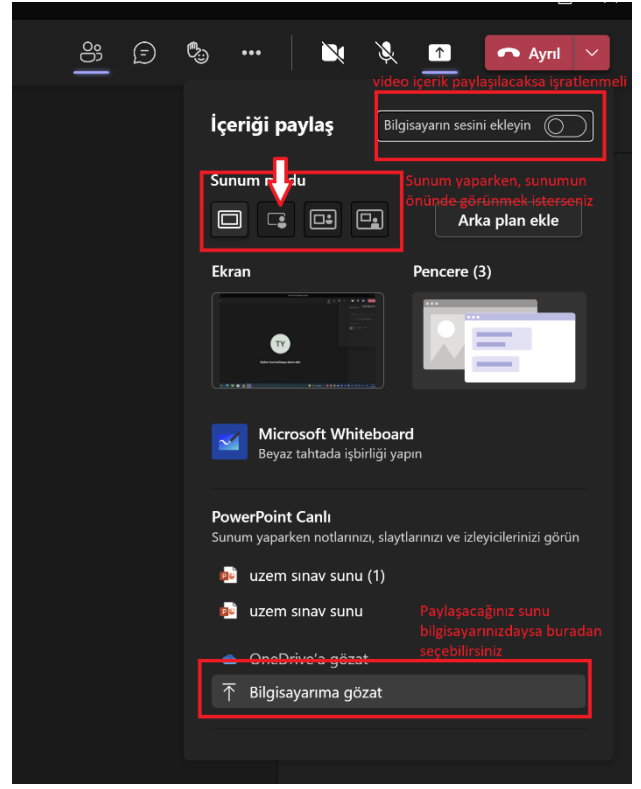 Ayrıl
video içerik paylaşılacaksa işratlenmeli
İçeriği paylaş
Bilgisayarın sesini ekleyin
Sunum modu
Sunum yaparken, sunumun
önünde görünmek isterseniz
Arka plan ekle
Ekran
Pencere (3)
TY
Microsoft Whiteboard
Beyaz tahtada işbirliği yapın
PowerPoint Canlı
Sunum yaparken notlarınızı, slaytlarınızı ve izleyicilerinizi görün
uzem sınav sunu (1)
uzem sınav sunu
Paylaşacağınız sunu
bilgisayarınızdaysa buradan
seçebilirsiniz
OneDrive'a gözat
Bilgisayarıma gözat